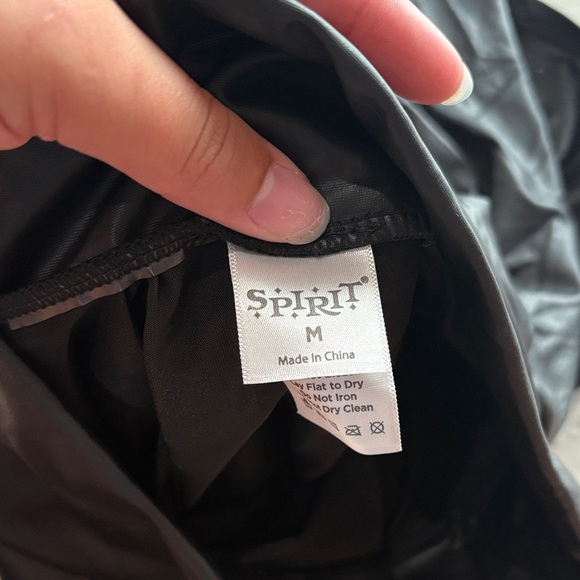 SPIRIT®
M
Made In China
Flat to Dry
Not Iron
Dry Clean